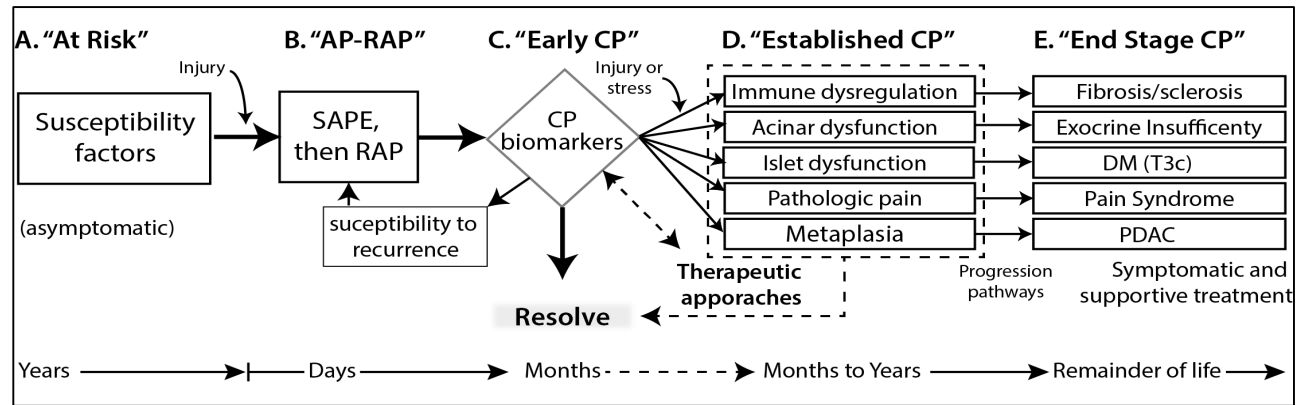 A. “At Risk”
B. “AP-RAP”
C. “Early CP”
D. “Established CP”
E. “End Stage CP”
Injury
Susceptibility
factors
(asymptomatic)
SAPE,
then RAP
suceptibility to
recurrence
CP
biomarkers
Injury or
stress
Resolve
Therapeutic
apporaches
Immune dysregulation
Acinar dysfunction
Islet dysfunction
Pathologic pain
Metaplasia
Progression
pathways
Fibrosis/sclerosis
Exocrine Insufficenty
DM (T3c)
Pain Syndrome
PDAC
Symptomatic and
supportive treatment
Years
Days
Months
Months to Years
Remainder of life